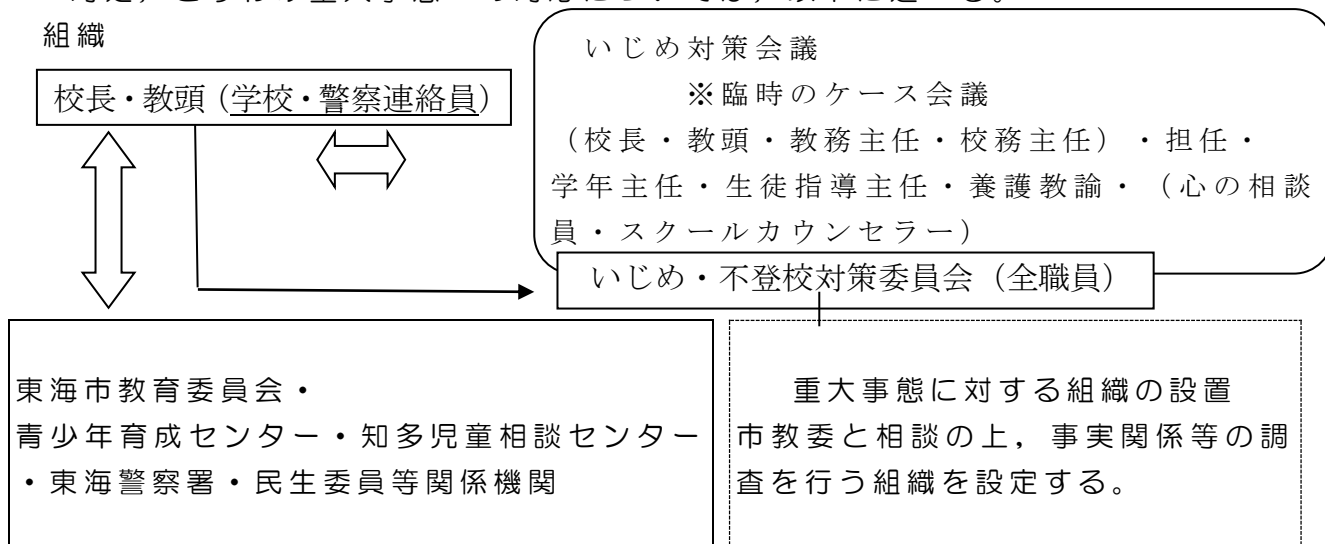 組織
いじめ対策会議
※臨時のケース会議
（校長・教頭・教務主任・校務主任）・担任・
学年主任・生徒指導主任・養護教諭・（心の相談
員・スクールカウンセラー）
校長・教頭（学校・警察連絡員）
いじめ・不登校対策委員会（全職員）
東海市教育委員会・
青少年育成センター・知多児童相談センター
・東海警察署・民生委員等関係機関
重大事態に対する組織の設置
市教委と相談の上，事実関係等の調
査を行う組織を設定する。